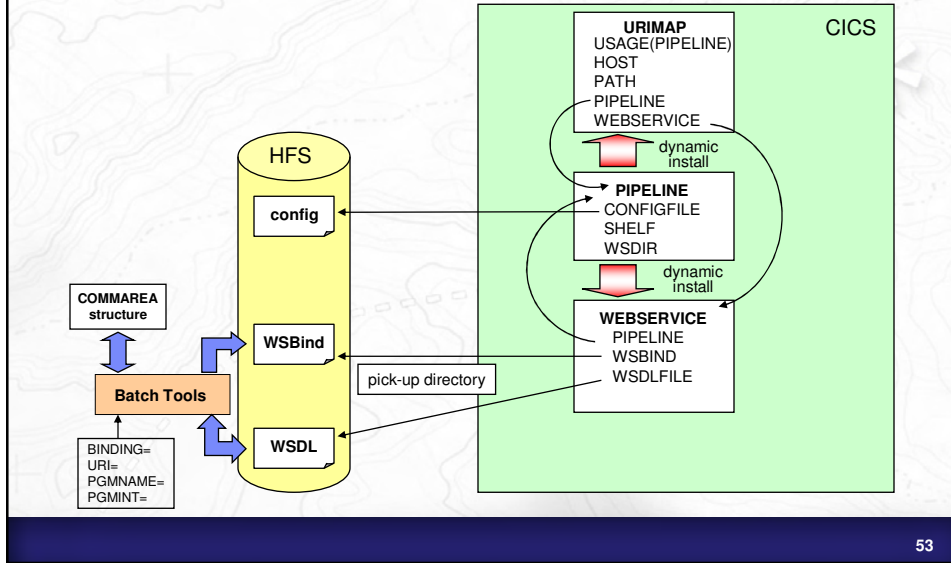 CICS
URIMAP
USAGE(PIPELINE)
HOST
PATH
PIPELINE
WEBSERVICE
dynamic
install
HFS
config
PIPELINE
CONFIGFILE
SHELF
WSDIR
dynamic
install
COMMAREA
structure
WSBind
WEBSERVICE
PIPELINE
WSBIND
WSDLFILE
pick-up directory
Batch Tools
WSDL
BINDING=
URI=
PGMNAME=
PGMINT=
53